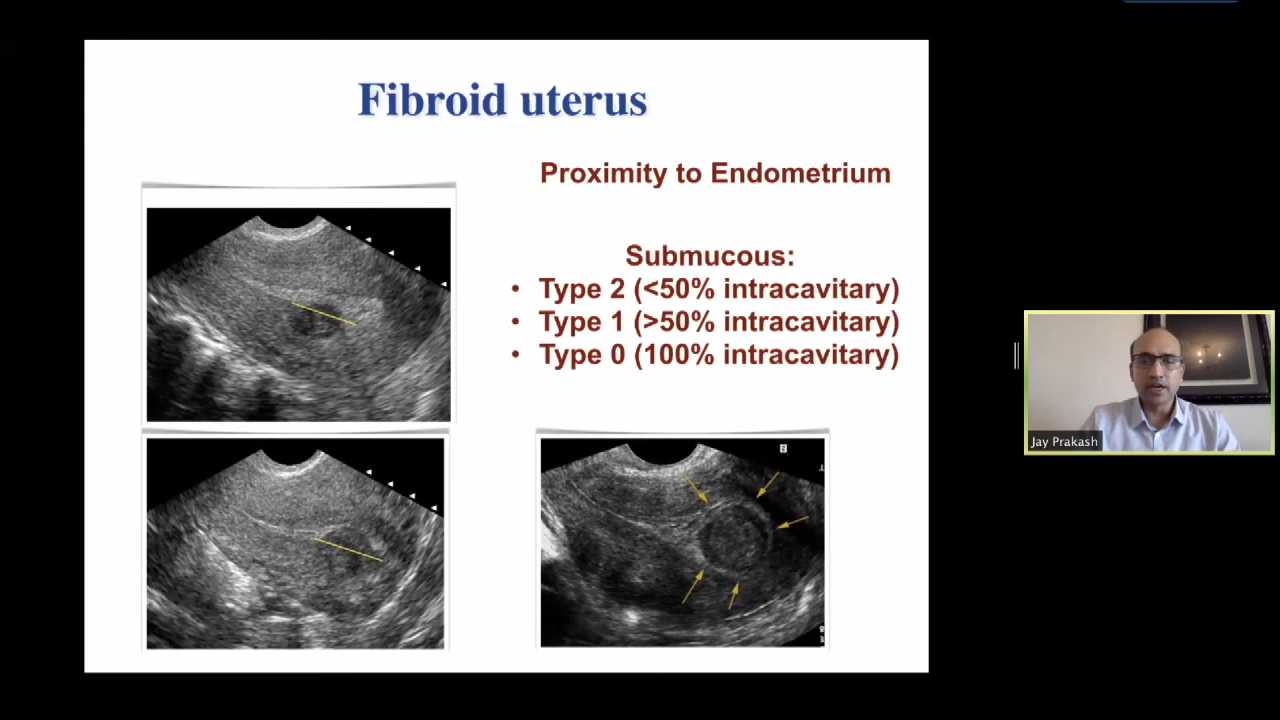 Fibroid uterus
Proximity to Endometrium
Submucous:
• Type 2 (<50% intracavitary)
• Type 1 (>50% intracavitary)
• Type 0 (100% intracavitary)
Jay Prakash